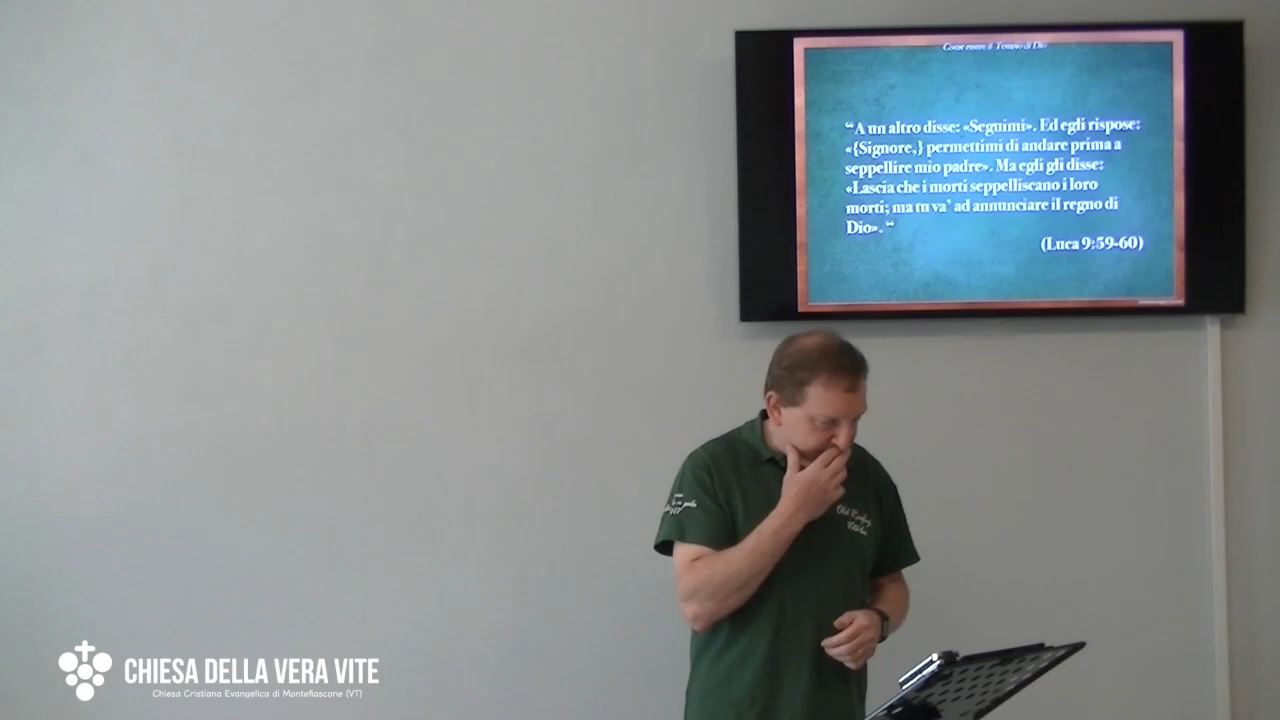 Come essere il Tempio di Dio
“ A un altro disse: «Seguimi». Ed egli rispose:
«{Signore,} permettimi di andare prima a
seppellire mio padre». Ma egli gli disse:
«Lascia che i morti seppelliscano i loro
morti; ma tu va’ ad annunciare il regno di
Dio». “
(Luca 9:59-60)
CHIESA DELLA VERA VITE
Chiesa Cristiana Evangelica di Montefiascone (VT)